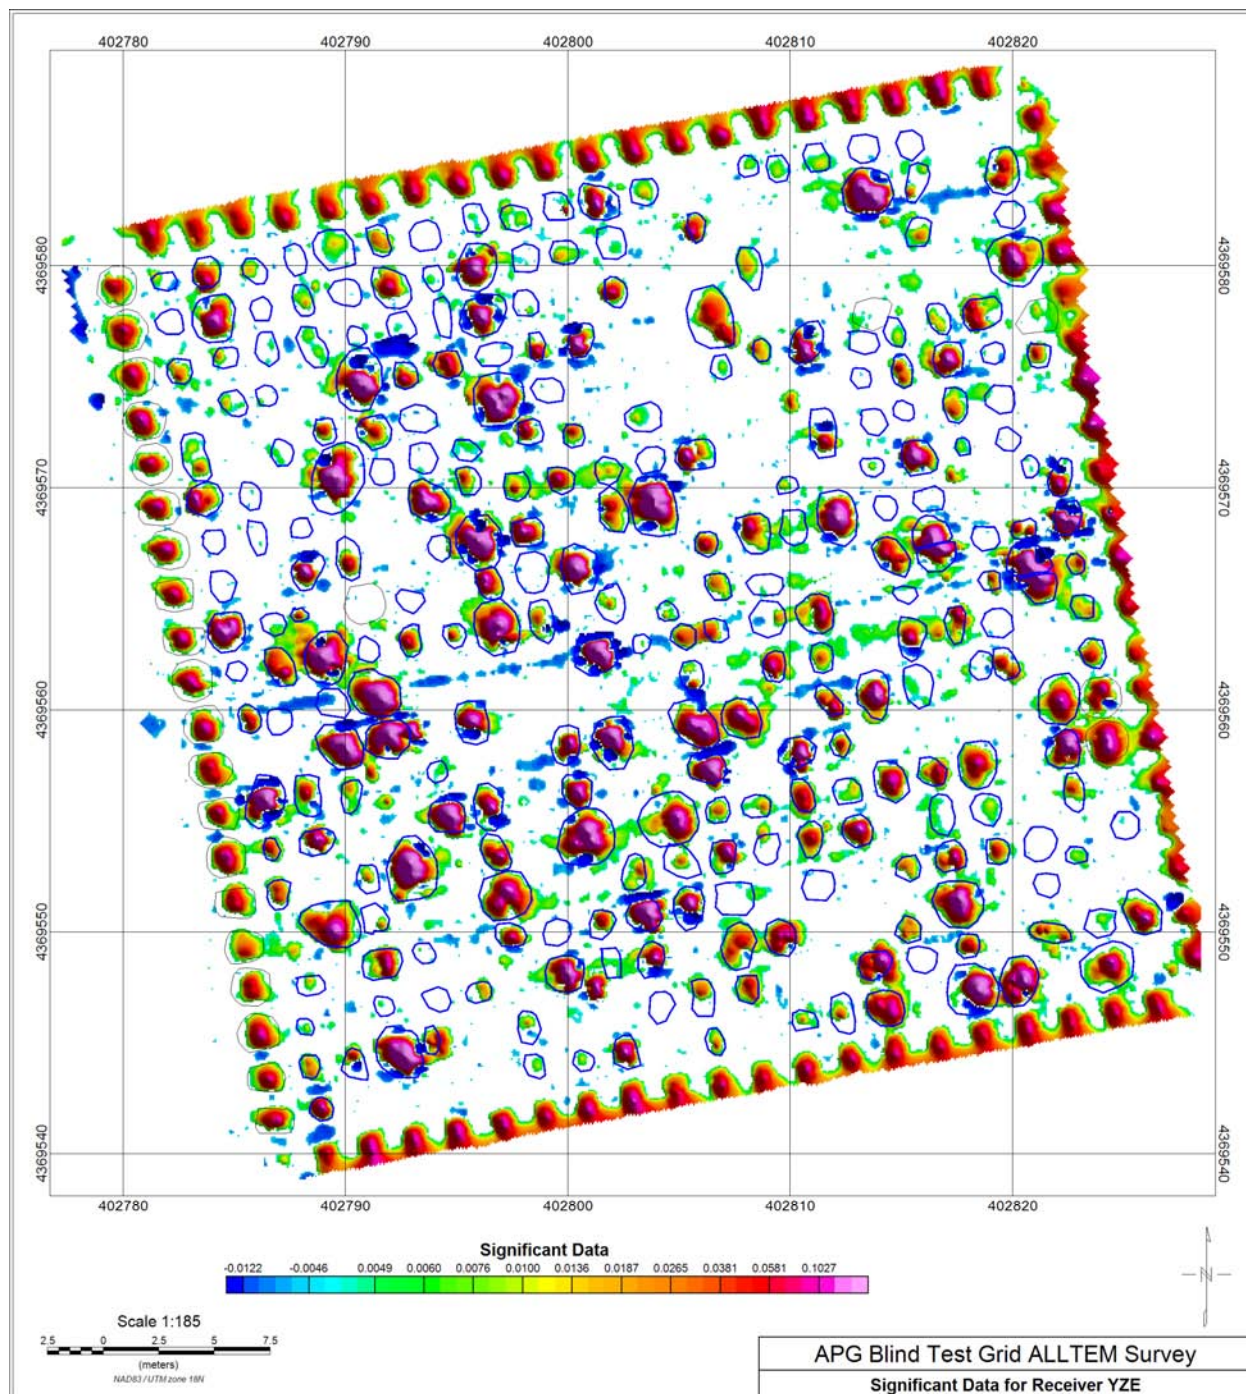 402780 402790 402800 402810 402820
4369580 4369580
4369570 4369570
4369560 4369560
4369550 4369550
4369540 4369540
402780 402790 402800 402810 402820
Significant Data
-0.0122 -0.0046 0.0049 0.0060 0.0076 0.0100 0.0136 0.0187 0.0265 0.0381 0.0581 0.1027
N
Scale 1:185
2.5 0 2.5 5 7.5
(meters)
NAD83 / UTM zone 18N
APG Blind Test Grid ALLTEM Survey
Significant Data for Receiver YZE